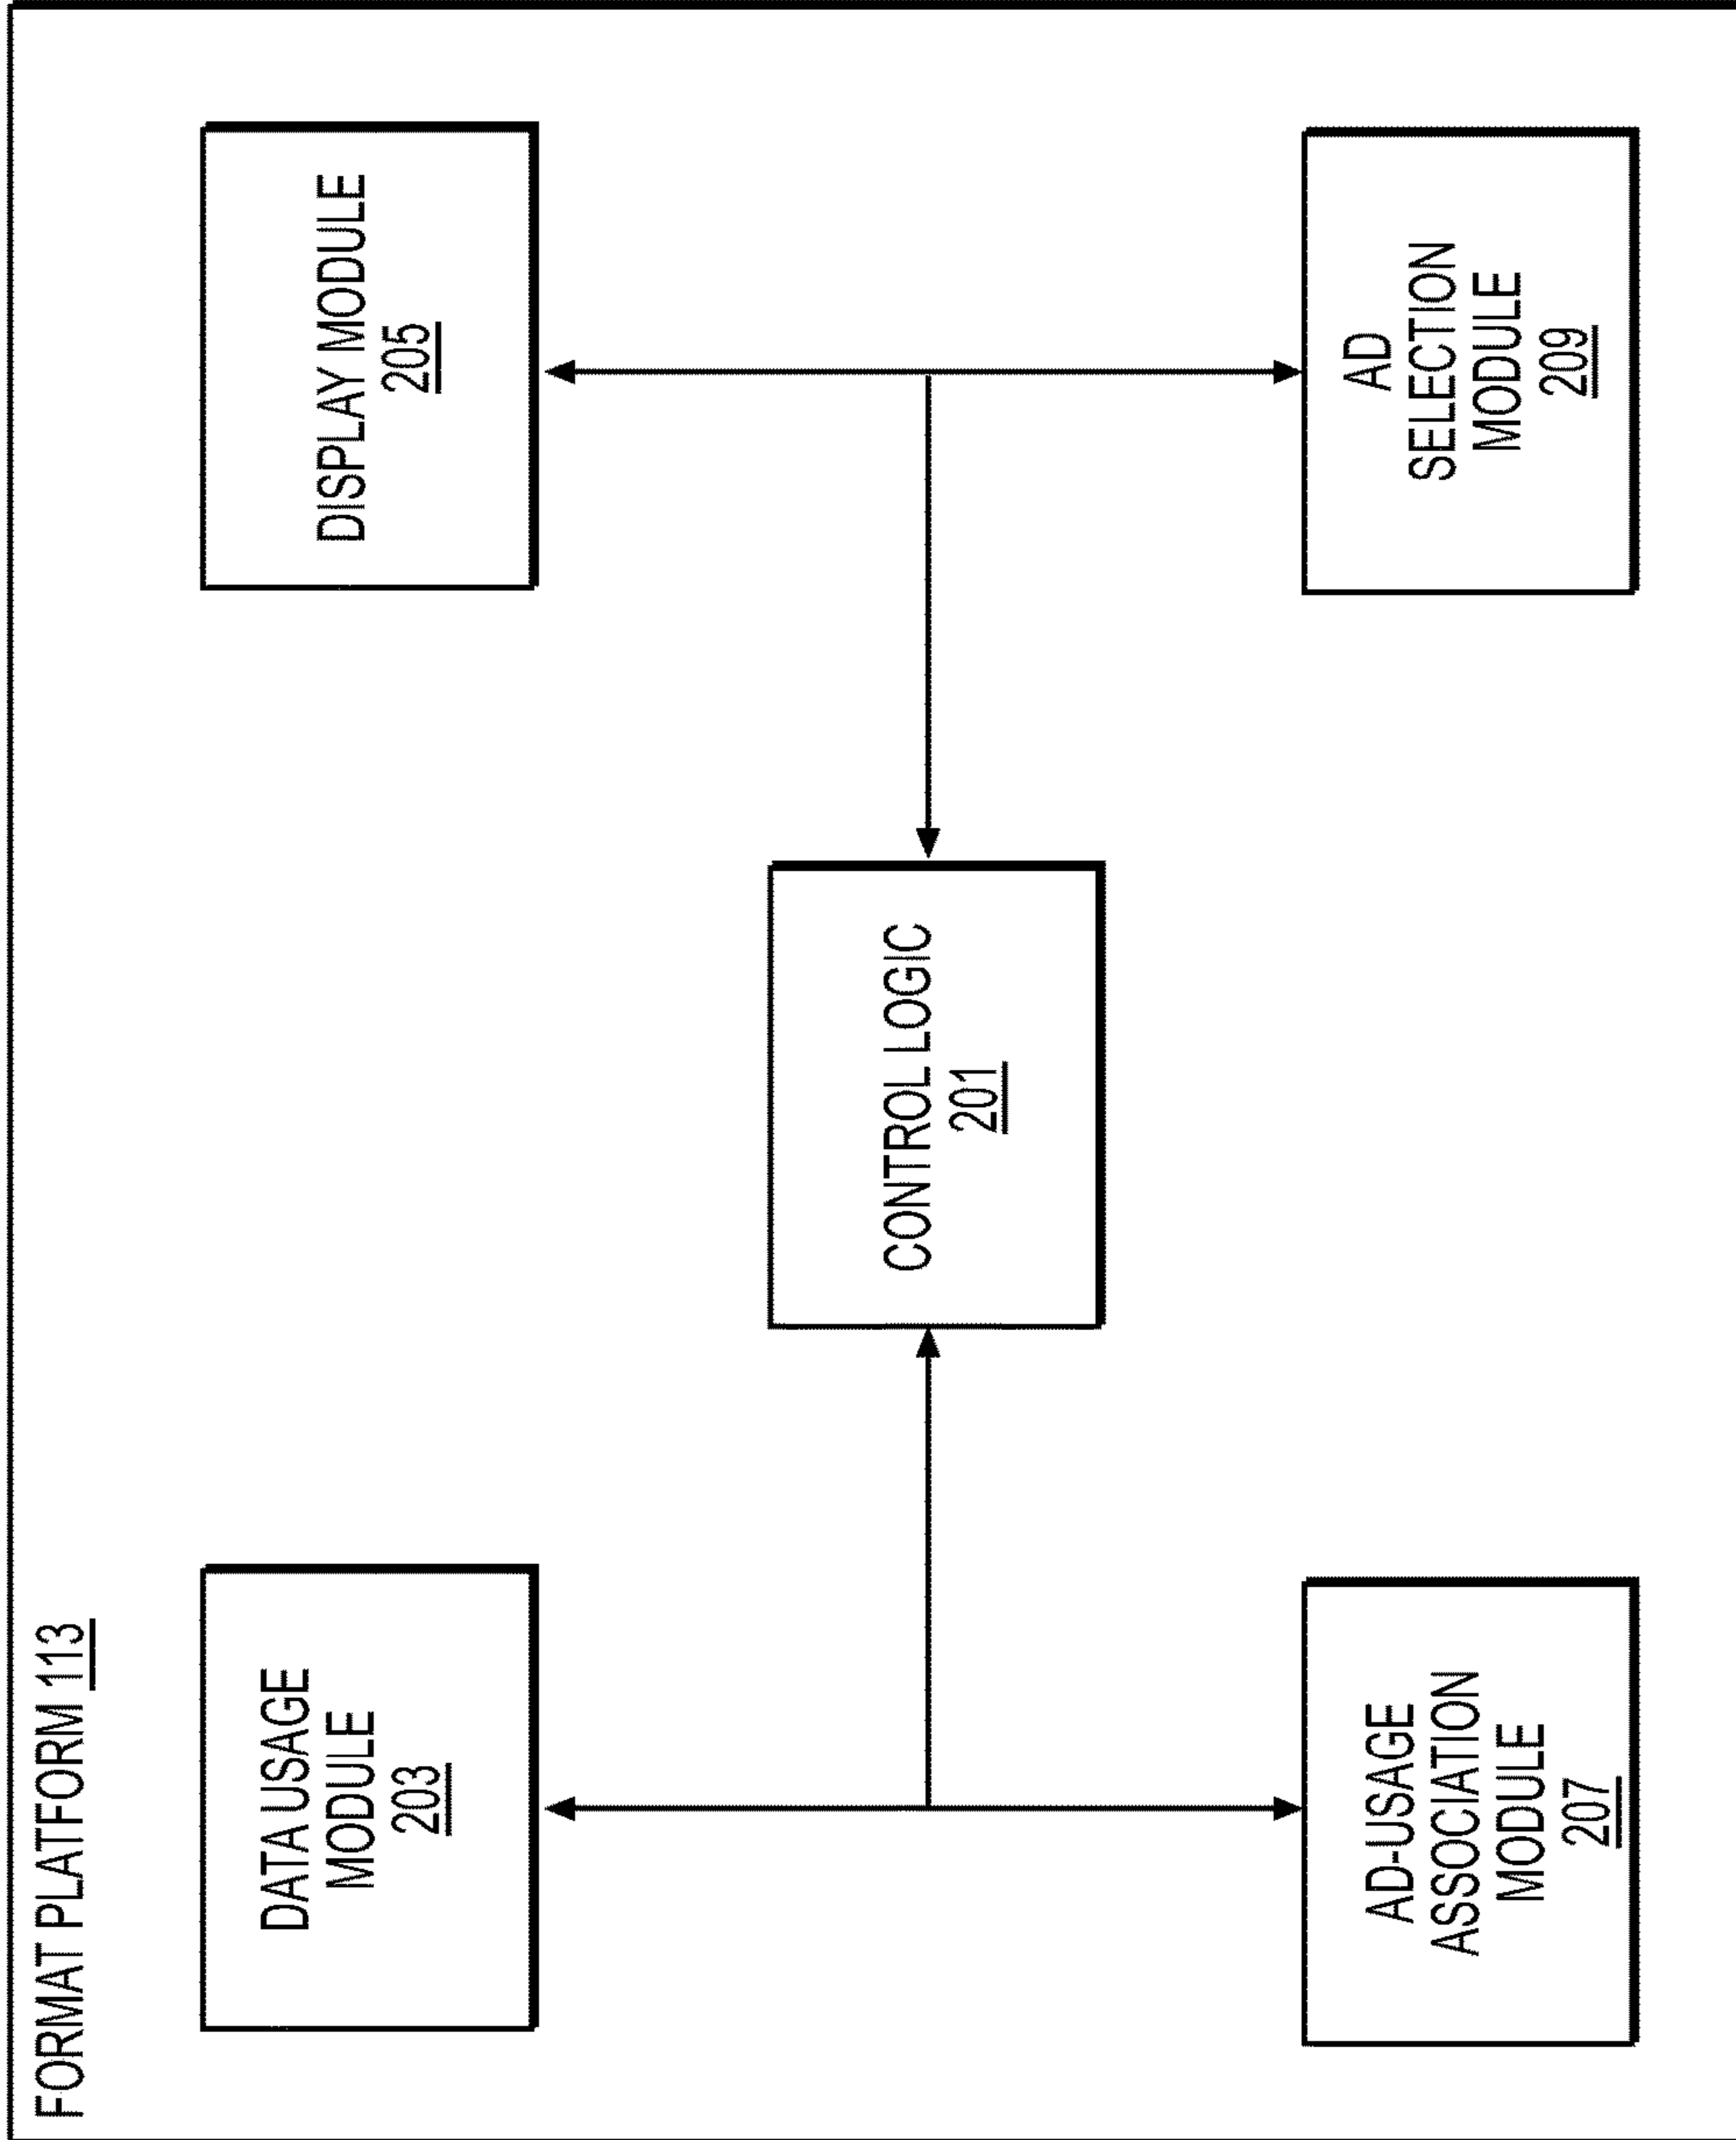 FORMAT PLATFORM 113
DATA USAGE
MODULE
203
DISPLAY MODULE
205
CONTROL LOGIC
201
AD-USAGE
ASSOCIATION
MODULE
207
AD
SELECTION
MODULE
209